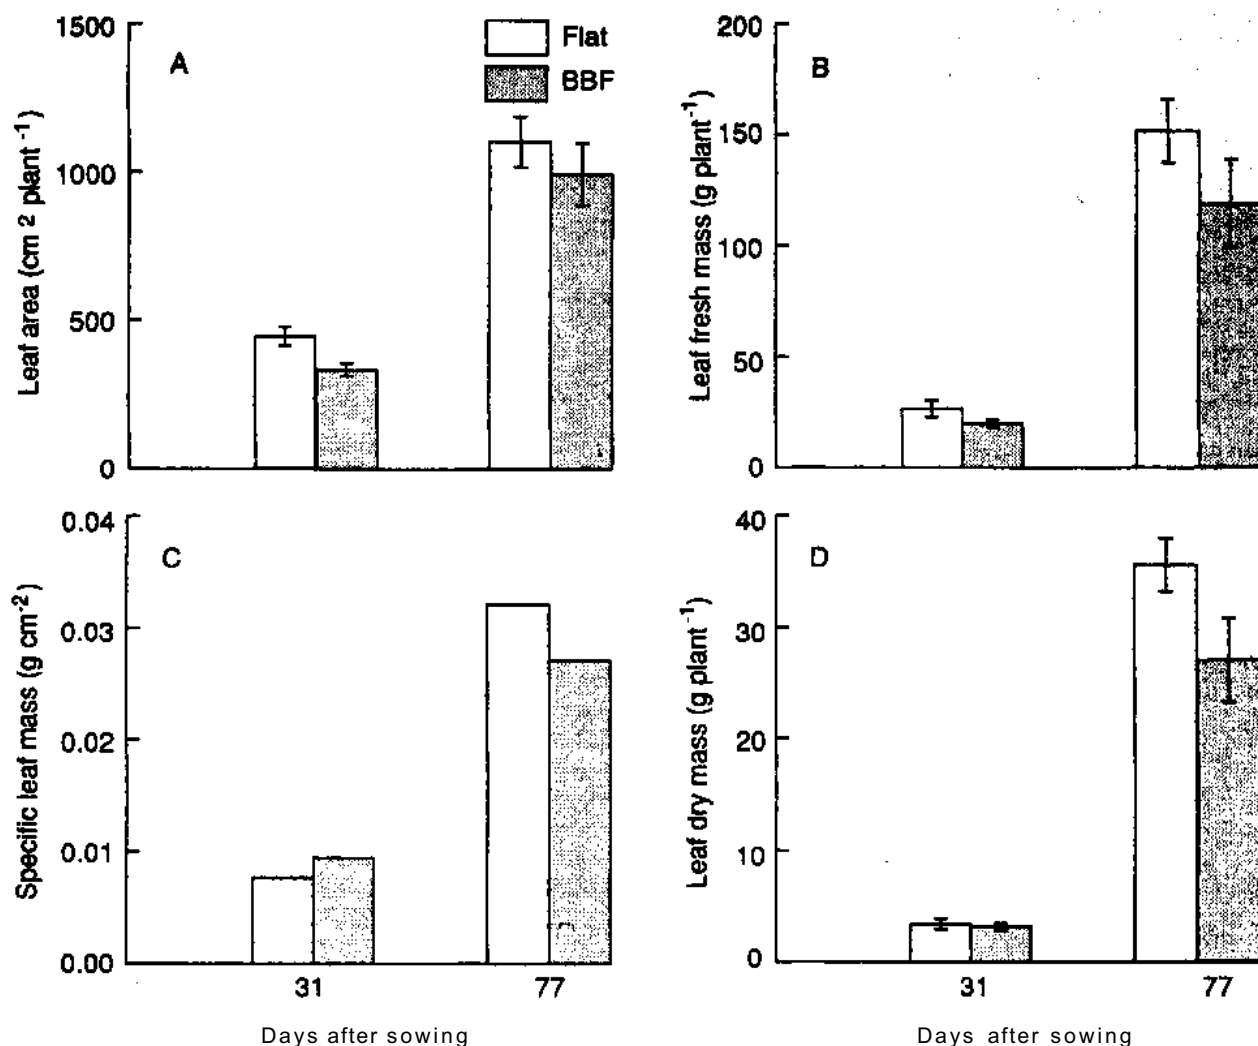 A
Flat
BBF
1500
1000
500
0
Leaf area (cm 2 plant -1)
B
200
150
100
50
0
Leaf fresh mass (g plant-1)
C
0.04
0.03
0.02
0.01
0.00
Specific leaf mass (g cm-2)
31
77
Days after sowing
D
40
30
20
10
0
Leaf dry mass (g plant-1)
31
77
Days after sowing